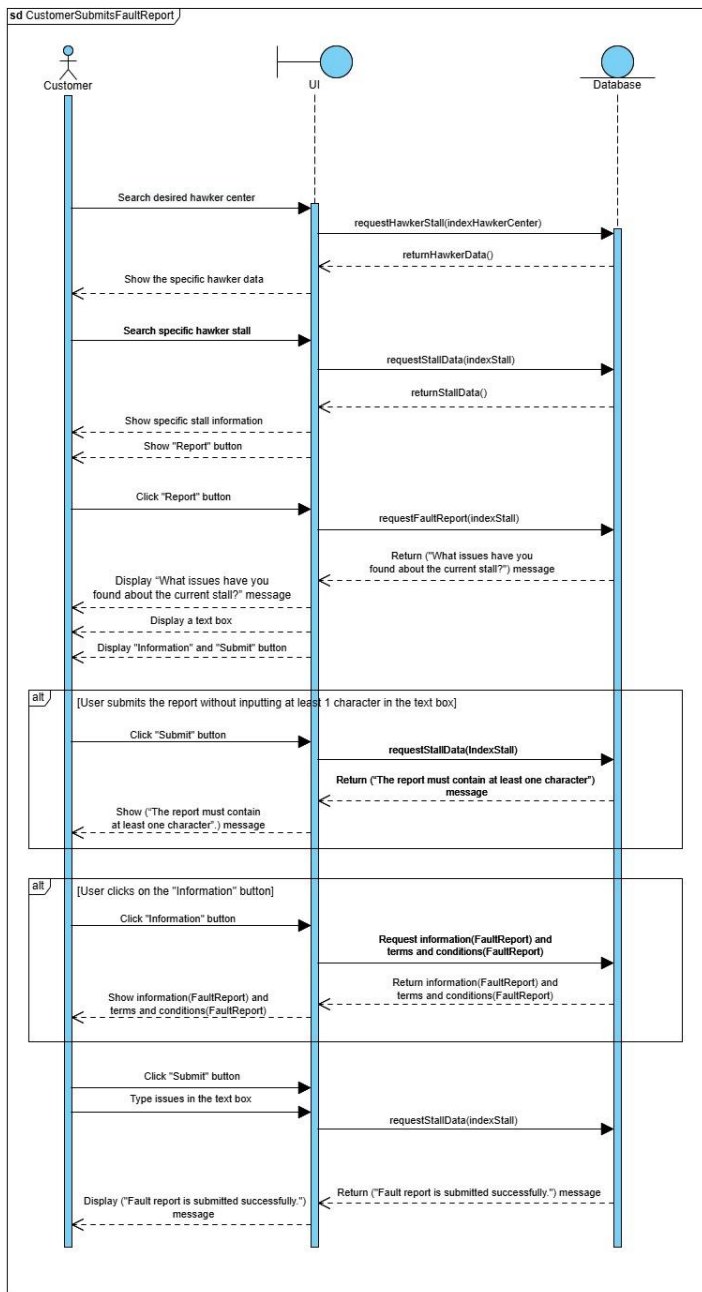 sd CustomerSubmitsFaultReport
Customer
UI
Database
Search desired hawker center
requestHawkerStall(indexHawkerCenter)
returnHawkerData()
Show the specific hawker data
Search specific hawker stall
requestStallData(indexStall)
returnStallData()
Show specific stall information
Show "Report" button
Click "Report" button
requestFaultReport(indexStall)
Return ("What issues have you
found about the current stall?") message
Display “What issues have you
found about the current stall?” message
Display a text box
Display "Information" and "Submit" button
alt
[User submits the report without inputting at least 1 character in the text box]
Click "Submit" button
requestStallData(IndexStall)
Return (“The report must contain at least one character”)
message
Show (“The report must contain
at least one character”.) message
alt
[User clicks on the "Information" button]
Click "Information" button
Request information(FaultReport) and
terms and conditions(FaultReport)
Return information(FaultReport) and
terms and conditions(FaultReport)
Show information(FaultReport) and
terms and conditions(FaultReport)
Click "Submit" button
Type issues in the text box
requestStallData(indexStall)
Return ("Fault report is submitted successfully.") message
Display ("Fault report is submitted successfully.")
message